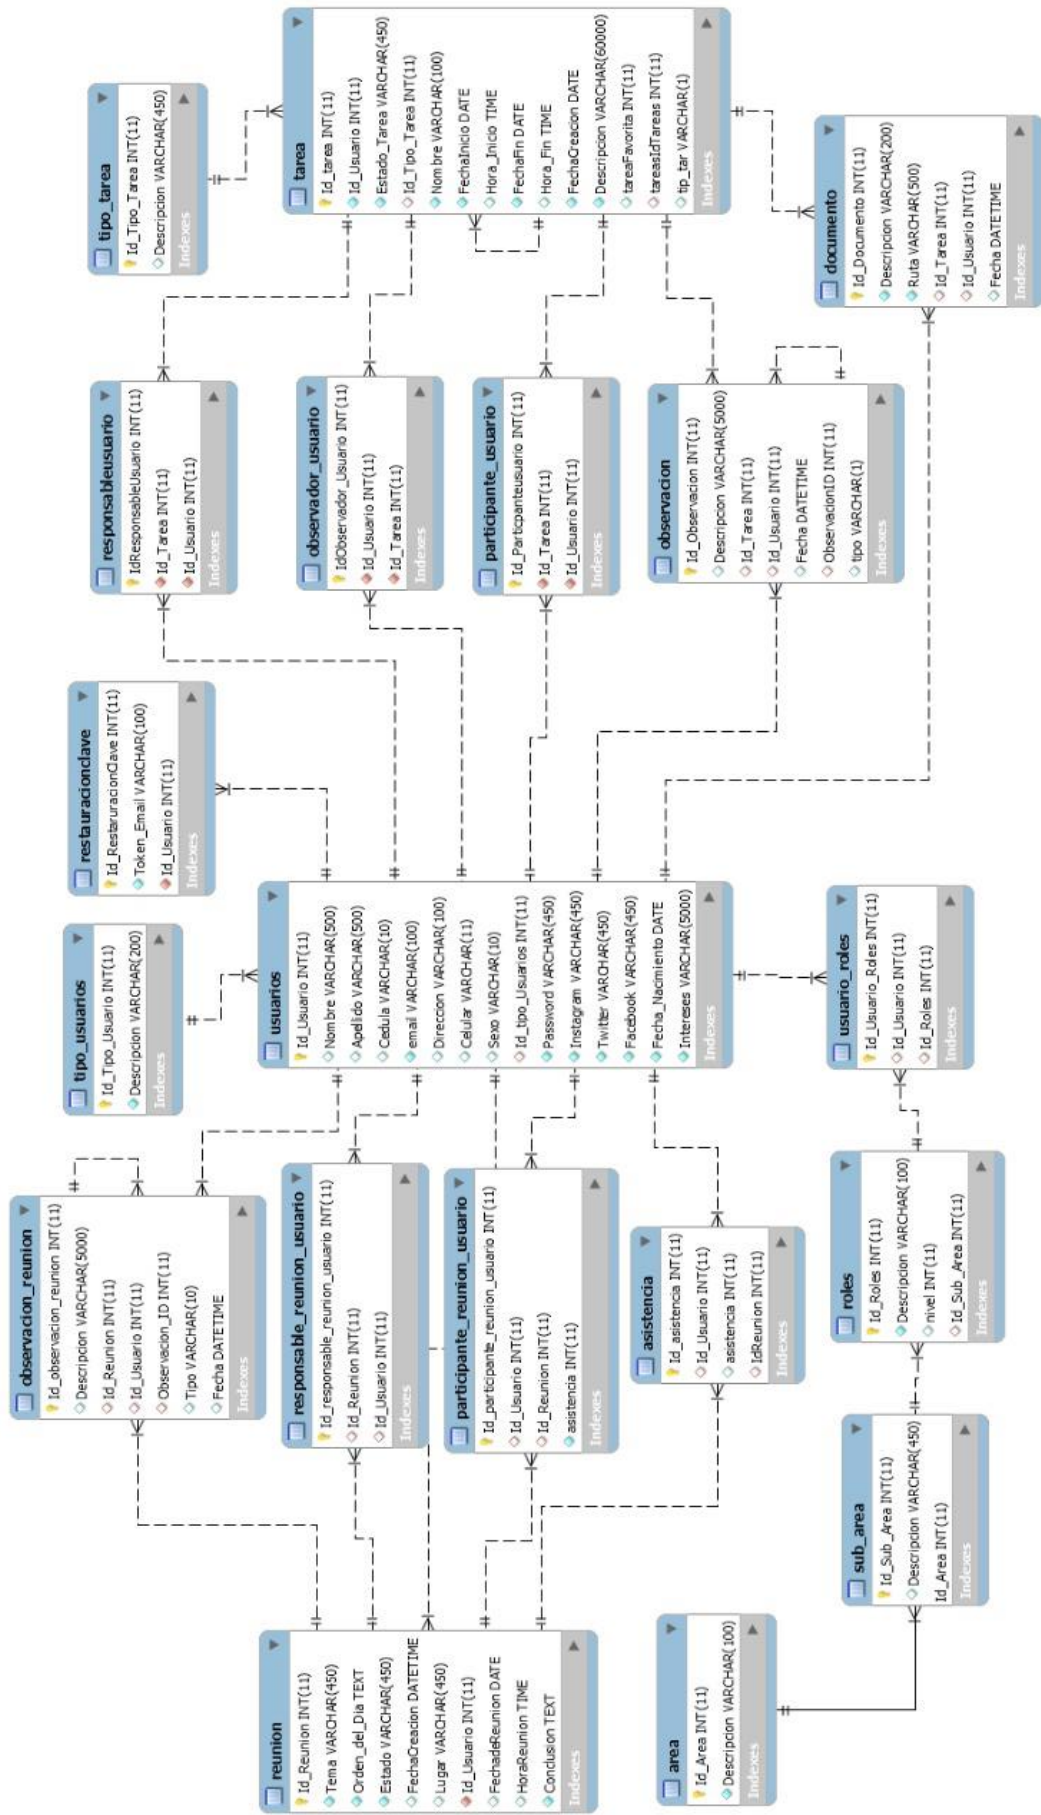 tipo_tarea
Id_Tipo_Tarea INT(11)
Descripcion VARCHAR(450)
Indexes
tarea
Id_tarea INT(11)
Id_Usuario INT(11)
Estado_Tarea VARCHAR(450)
Id_Tipo_Tarea INT(11)
Nombre VARCHAR(100)
FechaInicio DATE
Hora_Inicio TIME
FechaFin DATE
Hora_Fin TIME
FechaCreacion DATE
Descripcion VARCHAR(60000)
tareaFavorita INT(11)
tareasIdTareas INT(11)
tip_tar VARCHAR(1)
Indexes
documento
Id_Documento INT(11)
Descripcion VARCHAR(200)
Ruta VARCHAR(500)
Id_Tarea INT(11)
Id_Usuario INT(11)
Fecha DATETIME
Indexes
responsableusuario
IdResponsableUsuario INT(11)
Id_Tarea INT(11)
Id_Usuario INT(11)
Indexes
observador_usuario
IdObservador_Usuario INT(11)
Id_Usuario INT(11)
Id_Tarea INT(11)
Indexes
participante_usuario
Id_Particpanteusuario INT(11)
Id_Tarea INT(11)
Id_Usuario INT(11)
Indexes
observacion
Id_Observacion INT(11)
Descripcion VARCHAR(5000)
Id_Tarea INT(11)
Id_Usuario INT(11)
Fecha DATETIME
ObservacionID INT(11)
tipo VARCHAR(1)
Indexes
restauracionclave
Id_RestaruracionClave INT(11)
Token_Email VARCHAR(100)
Id_Usuario INT(11)
Indexes
tipo_usuarios
Id_Tipo_Usuario INT(11)
Descripcion VARCHAR(200)
Indexes
usuarios
Id_Usuario INT(11)
Nombre VARCHAR(500)
Apellido VARCHAR(500)
Cedula VARCHAR(10)
email VARCHAR(100)
Direccion VARCHAR(100)
Celular VARCHAR(11)
Sexo VARCHAR(10)
Id_tipo_Usuarios INT(11)
Password VARCHAR(450)
Instagram VARCHAR(450)
Twitter VARCHAR(450)
Facebook VARCHAR(450)
Fecha_Nacimiento DATE
Intereses VARCHAR(5000)
Indexes
usuario_roles
Id_Usuario_Roles INT(11)
Id_Usuario INT(11)
Id_Roles INT(11)
Indexes
observacion_reunion
Id_observacion_reunion INT(11)
Descripcion VARCHAR(5000)
Id_Reunion INT(11)
Id_Usuario INT(11)
Observacion_ID INT(11)
Tipo VARCHAR(10)
Fecha DATETIME
Indexes
responsable_reunion_usuario
Id_responsable_reunion_usuario INT(11)
Id_Reunion INT(11)
Id_Usuario INT(11)
Indexes
participante_reunion_usuario
Id_participante_reunion_usuario INT(11)
Id_Usuario INT(11)
Id_Reunion INT(11)
asistencia INT(11)
Indexes
asistencia
Id_asistencia INT(11)
Id_Usuario INT(11)
asistencia INT(11)
IdReunion INT(11)
Indexes
roles
Id_Roles INT(11)
Descripcion VARCHAR(100)
nivel INT(11)
Id_Sub_Area INT(11)
Indexes
reunion
Id_Reunion INT(11)
Tema VARCHAR(450)
Orden_del_Dia TEXT
Estado VARCHAR(450)
FechaCreacion DATETIME
Lugar VARCHAR(450)
Id_Usuario INT(11)
FechadeReunion DATE
HoraReunion TIME
Conclusion TEXT
Indexes
area
Id_Area INT(11)
Descripcion VARCHAR(100)
Indexes
sub_area
Id_Sub_Area INT(11)
Descripcion VARCHAR(450)
Id_Area INT(11)
Indexes